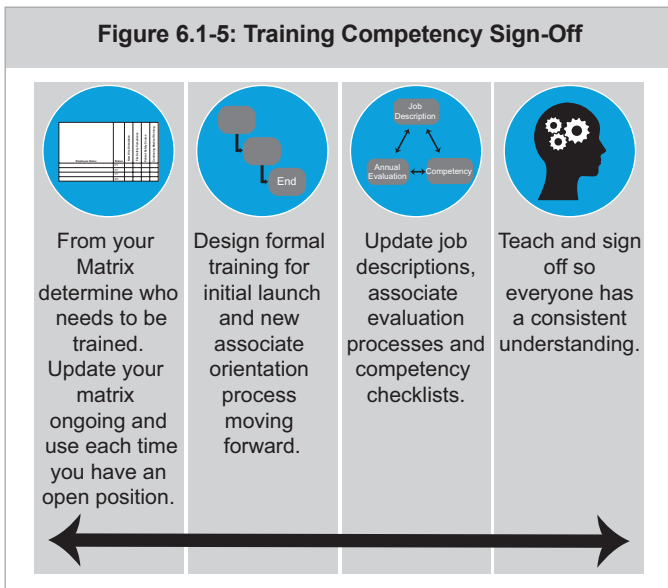 Figure 6.1-5: Training Competency Sign-Off
End
Job
Description
Annual
Evaluation
Competency
From your
Matrix
determine who
needs to be
trained.
Update your
matrix
ongoing and
use each time
you have an
open position.
Design formal
training for
initial launch
and new
associate
orientation
process
moving
forward.
Update job
descriptions,
associate
evaluation
processes and
competency
checklists.
Teach and sign
off so
everyone has
a consistent
understanding.